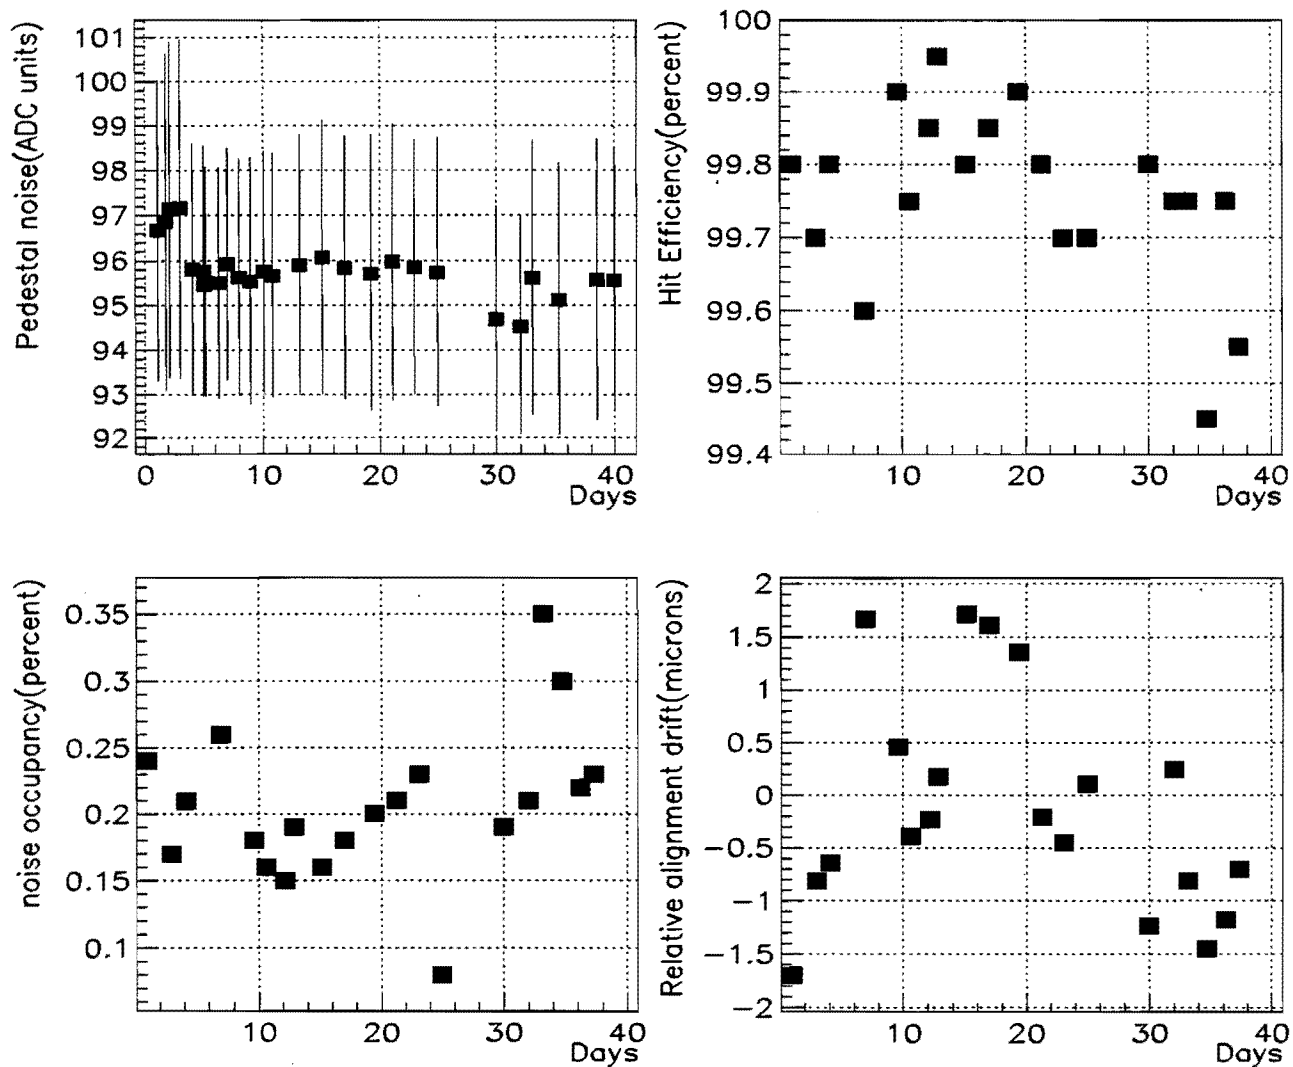 Pedestal noise(ADC units)
101
100
99
98
97
96
95
94
93
92
0 10 20 30 40
Days
Hit Efficiency(percent)
100
99.9
99.8
99.7
99.6
99.5
99.4
10 20 30 40
Days
noise occupancy(percent)
0.35
0.3
0.25
0.2
0.15
0.1
10 20 30 40
Days
Relative alignment drift(microns)
2
1.5
1
0.5
0
−0.5
−1
−1.5
−2
10 20 30 40
Days